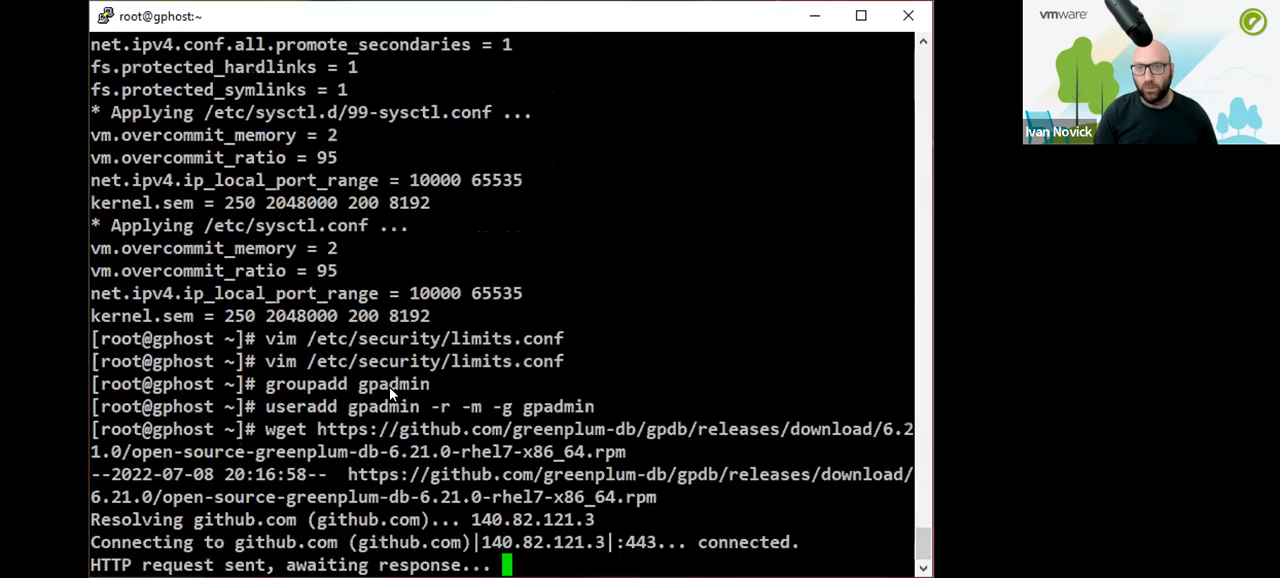 root@gphost:~
net.ipv4.conf.all.promote_secondaries = 1
fs.protected_hardlinks = 1
fs.protected_symlinks = 1
* Applying /etc/sysctl.d/99-sysctl.conf ...
vm.overcommit_memory = 2
vm.overcommit_ratio = 95
net.ipv4.ip_local_port_range = 10000 65535
kernel.sem = 250 2048000 200 8192
* Applying /etc/sysctl.conf ...
vm.overcommit_memory = 2
vm.overcommit_ratio = 95
net.ipv4.ip_local_port_range = 10000 65535
kernel.sem = 250 2048000 200 8192
[root@gphost ~]# vim /etc/security/limits.conf
[root@gphost ~]# vim /etc/security/limits.conf
[root@gphost ~]# groupadd gpadmin
[root@gphost ~]# useradd gpadmin -r -m -g gpadmin
[root@gphost ~]# wget https://github.com/greenplum-db/gpdb/releases/download/6.2
1.0/open-source-greenplum-db-6.21.0-rhel7-x86_64.rpm
--2022-07-08 20:16:58--  https://github.com/greenplum-db/gpdb/releases/download/
6.21.0/open-source-greenplum-db-6.21.0-rhel7-x86_64.rpm
Resolving github.com (github.com)... 140.82.121.3
Connecting to github.com (github.com)|140.82.121.3|:443... connected.
HTTP request sent, awaiting response...
vmware
Ivan Novick